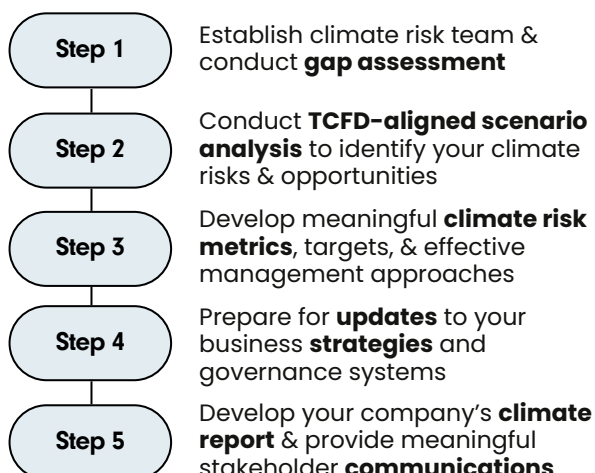 Step 1
Establish climate risk team &
conduct gap assessment
Step 2
Conduct TCFD-aligned scenario
analysis to identify your climate
risks & opportunities
Step 3
Develop meaningful climate risk
metrics, targets, & effective
management approaches
Step 4
Prepare for updates to your
business strategies and
governance systems
Step 5
Develop your company's climate
report & provide meaningful
stakeholder communications